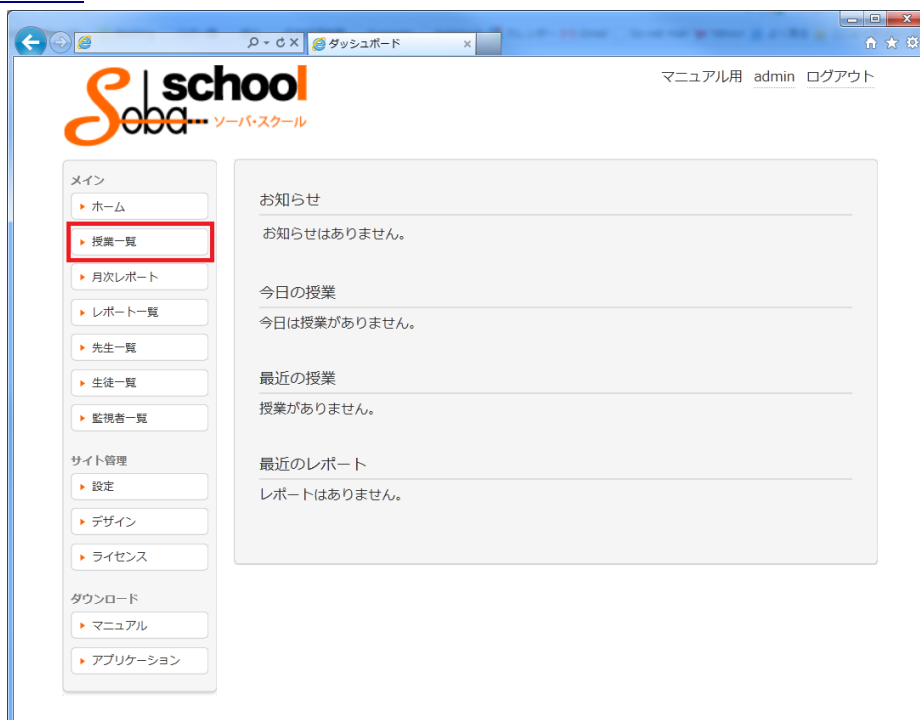 ダッシュボード
school
Soba
ソーバ・スクール
マニュアル用 admin ログアウト
メイン
ホーム
授業一覧
月次レポート
レポート一覧
先生一覧
生徒一覧
監視者一覧
サイト管理
設定
デザイン
ライセンス
ダウンロード
マニュアル
アプリケーション
お知らせ
お知らせはありません。
今日の授業
今日は授業がありません。
最近の授業
授業がありません。
最近のレポート
レポートはありません。